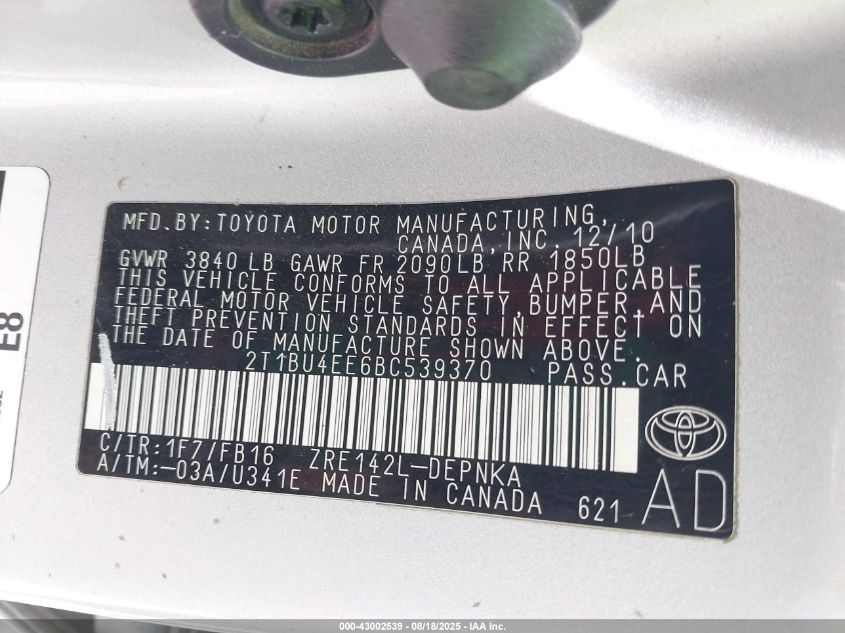 MFD.BY:TOYOTA MOTOR MANUFACTURING,
CANADA,INC. 12/10
GVWR 3840 LB GAWR FR 2090LB RR 1850LB
THIS VEHICLE CONFORMS TO ALL APPLICABLE
FEDERAL MOTOR VEHICLE SAFETY,BUMPER,AND
THEFT PREVENTION STANDARDS IN EFFECT ON
THE DATE OF MANUFACTURE SHOWN ABOVE.
2T1BU4EE6BC539370 PASS.CAR
C/TR:1F7/FB16 ZRE142L-DEPNKA
A/TM:-03A/U341E MADE IN CANADA 621 AD
E8
000-43002539 - 08/18/2025 - IAA Inc.